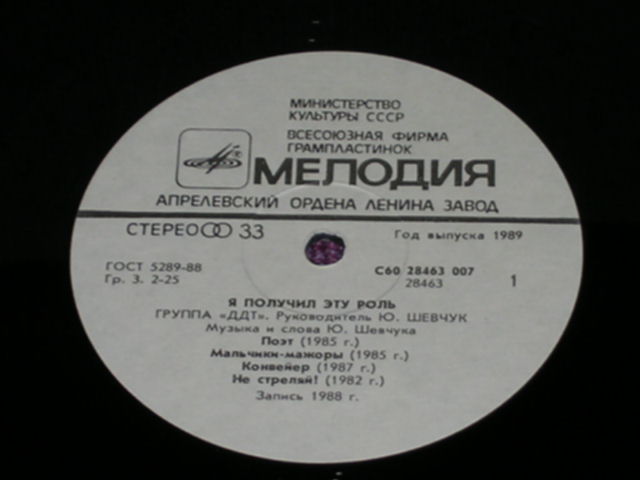 МИНИСТЕРСТВО
КУЛЬТУРЫ СССР
ВСЕСОЮЗНАЯ ФИРМА
ГРАМПЛАСТИНОК
МЕЛОДИЯ
АПРЕЛЕВСКИЙ ОРДЕНА ЛЕНИНА ЗАВОД
СТЕРЕО 33
Год выпуска 1989
ГОСТ 5289-88
Гр. 3. 2-25
С60 28463 007
28463
1
Я ПОЛУЧИЛ ЭТУ РОЛЬ
ГРУППА «ДДТ». Руководитель Ю. ШЕВЧУК
Музыка и слова Ю. Шевчука
Поэт (1985 г.)
Мальчики-мажоры (1985 г.)
Конвейер (1987 г.)
Не стреляй! (1982 г.)
Запись 1988 г.